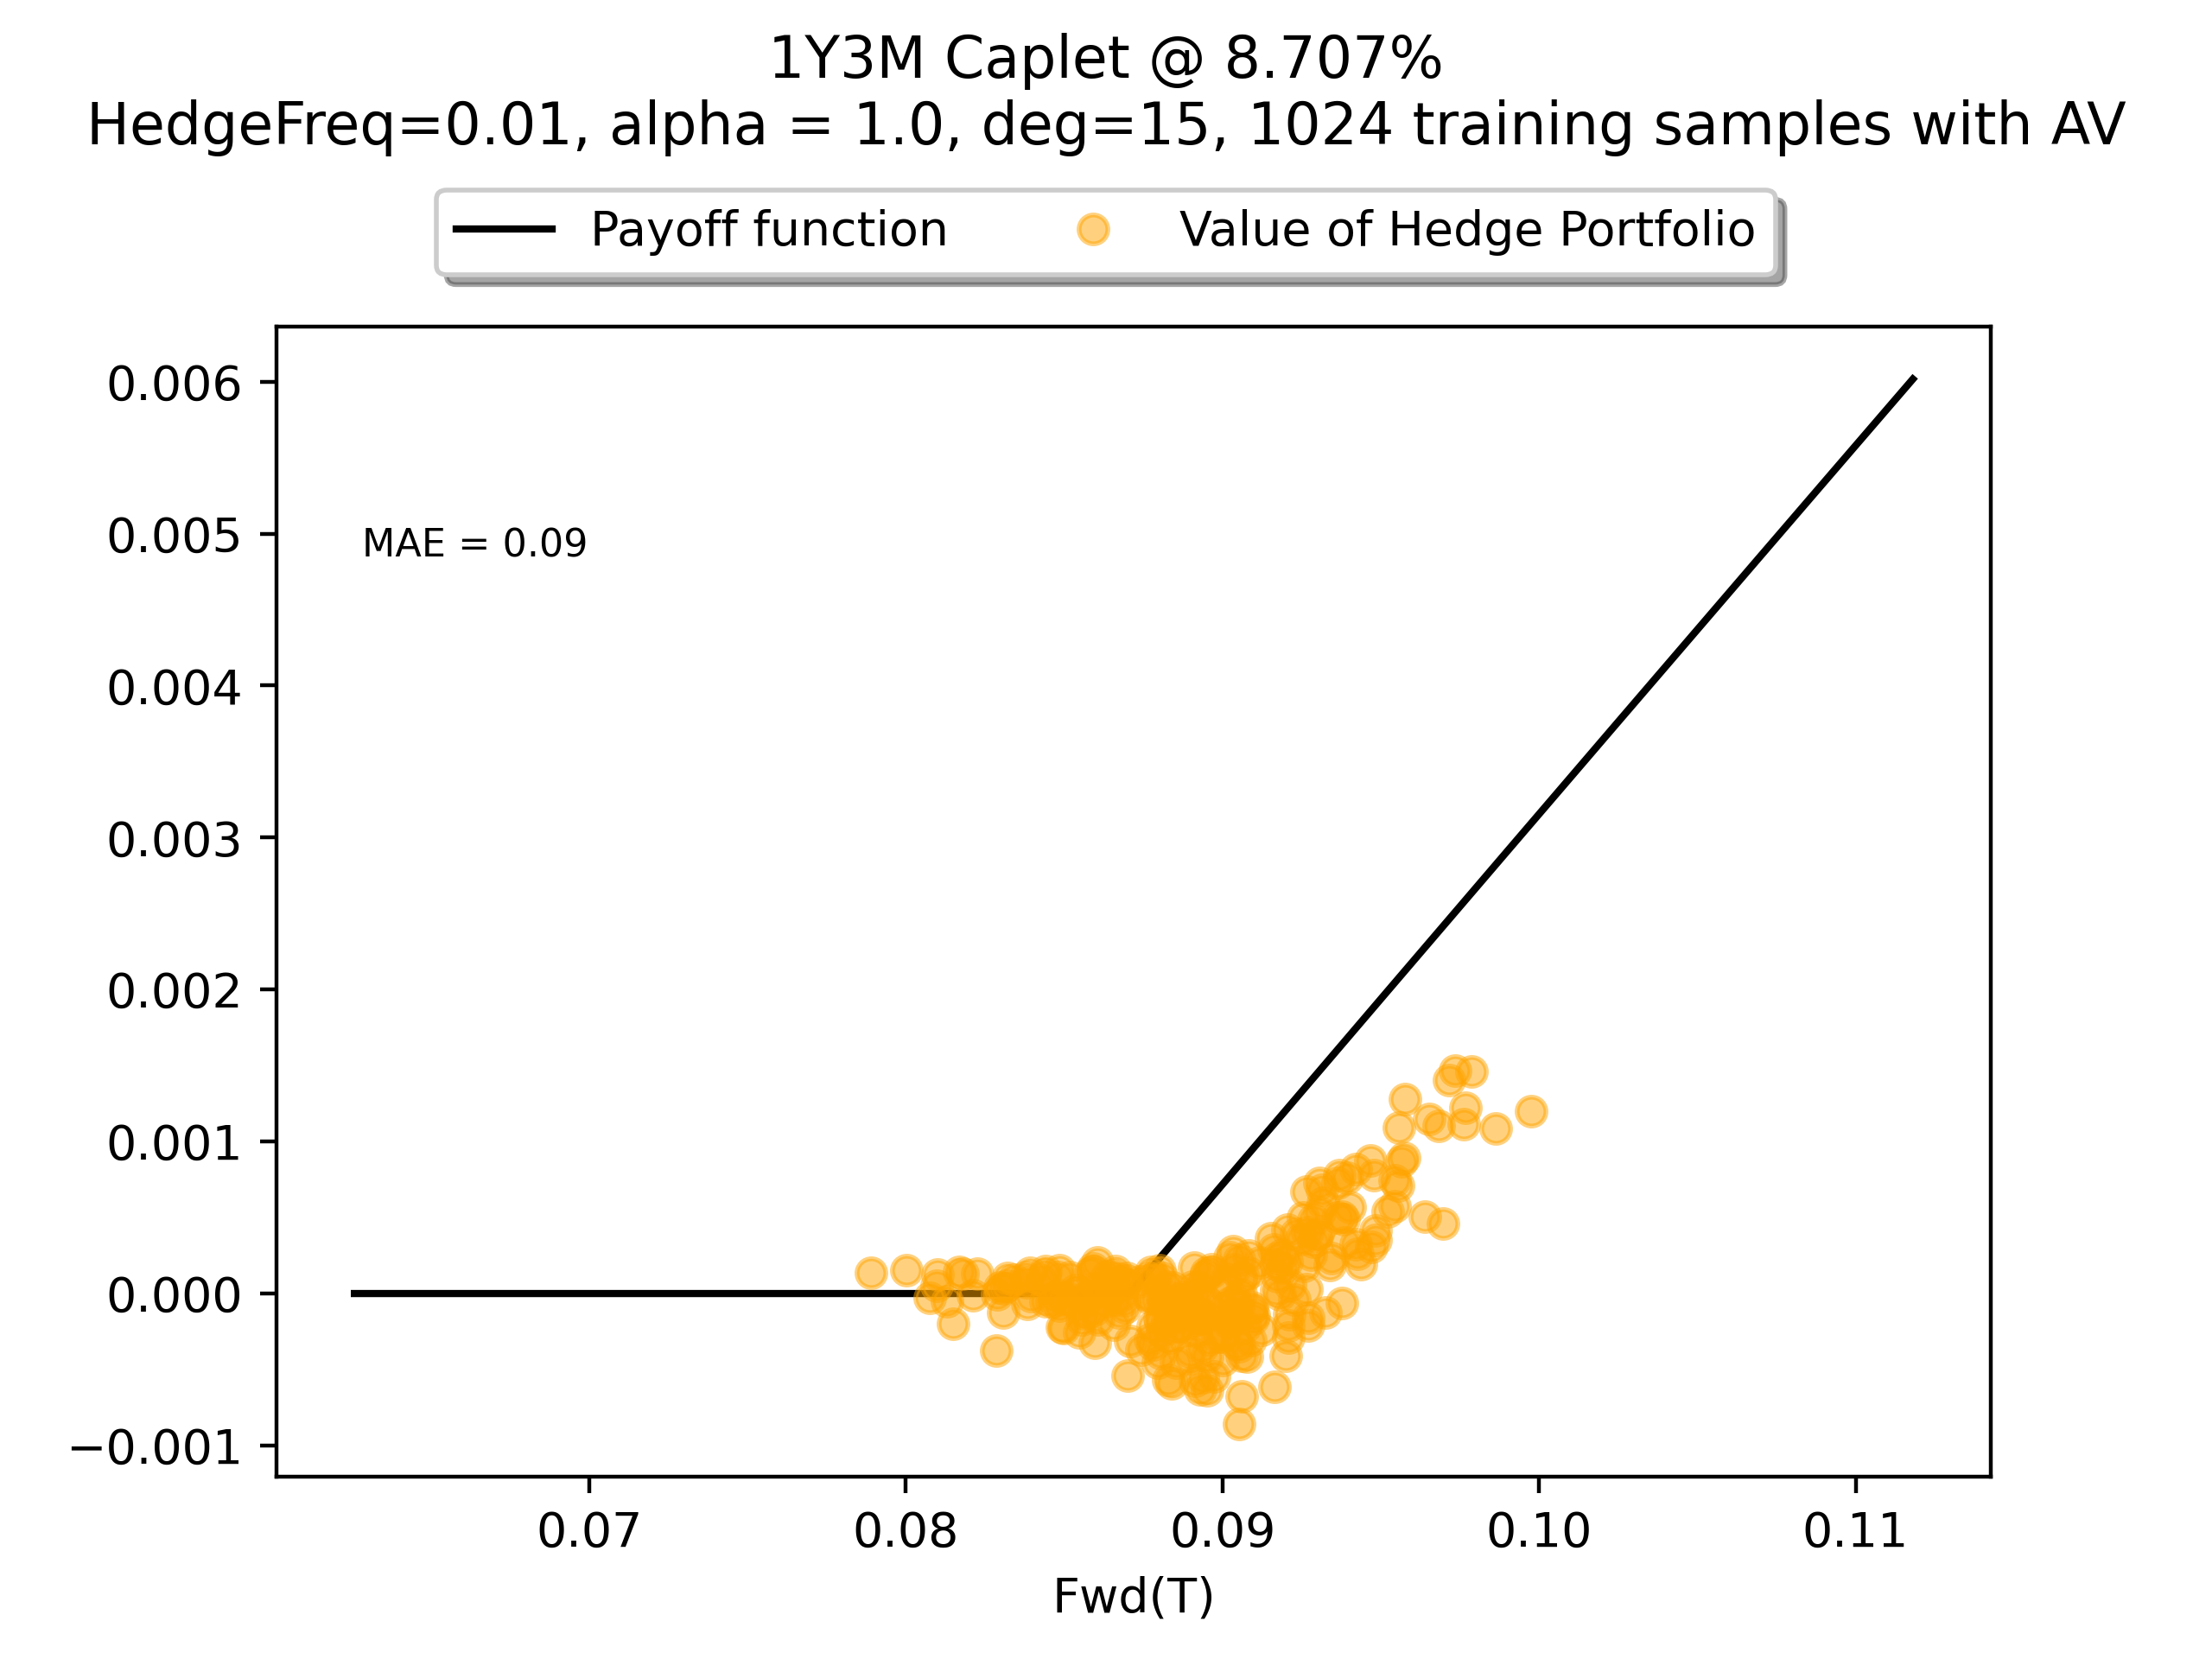 1Y3M Caplet @ 8.707%
HedgeFreq=0.01, alpha = 1.0, deg=15, 1024 training samples with AV
Payoff function
Value of Hedge Portfolio
0.006
0.005
0.004
0.003
0.002
0.001
0.000
−0.001
MAE = 0.09
0.07
0.08
0.09
0.10
0.11
Fwd(T)